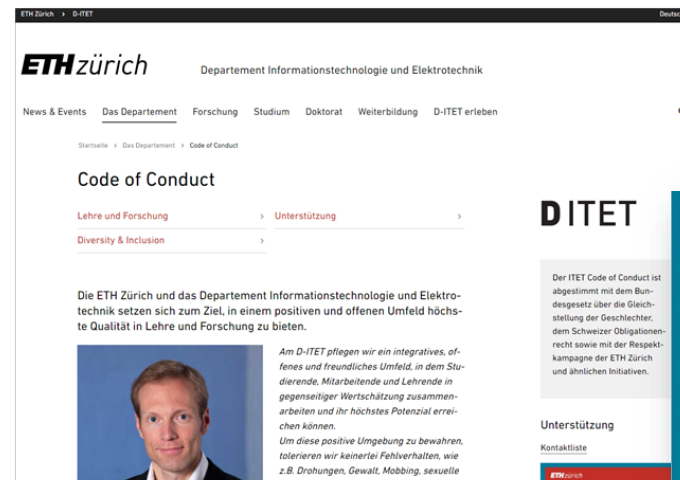 ETH Zürich > D-ITET
ETH zürich
Departement Informationstechnologie und Elektrotechnik
News & Events Das Departement Forschung Studium Doktorat Weiterbildung D-ITET erleben
Startseite > Das Departement > Code of Conduct
Code of Conduct
Lehre und Forschung >
Unterstützung >
Diversity & Inclusion >
Die ETH Zürich und das Departement Informationstechnologie und Elektro-
technik setzen sich zum Ziel, in einem positiven und offenen Umfeld höchs-
te Qualität in Lehre und Forschung zu bieten.
Am D-ITET pflegen wir ein integratives, of-
fenes und freundliches Umfeld, in dem Stu-
dierende, Mitarbeitende und Lehrende in
gegenseitiger Wertschätzung zusammen-
arbeiten und ihr höchstes Potenzial errei-
chen können.
Um diese positive Umgebung zu bewahren,
tolerieren wir keinerlei Fehlverhalten, wie
z.B. Drohungen, Gewalt, Mobbing, sexuelle
D ITET
Der ITET Code of Conduct ist
abgestimmt mit dem Bun-
desgesetz über die Gleich-
stellung der Geschlechter,
dem Schweizer Obligationen-
recht sowie mit der Respekt-
kampagne der ETH Zürich
und ähnlichen Initiativen.
Unterstützung
Kontaktliste
ETH zürich